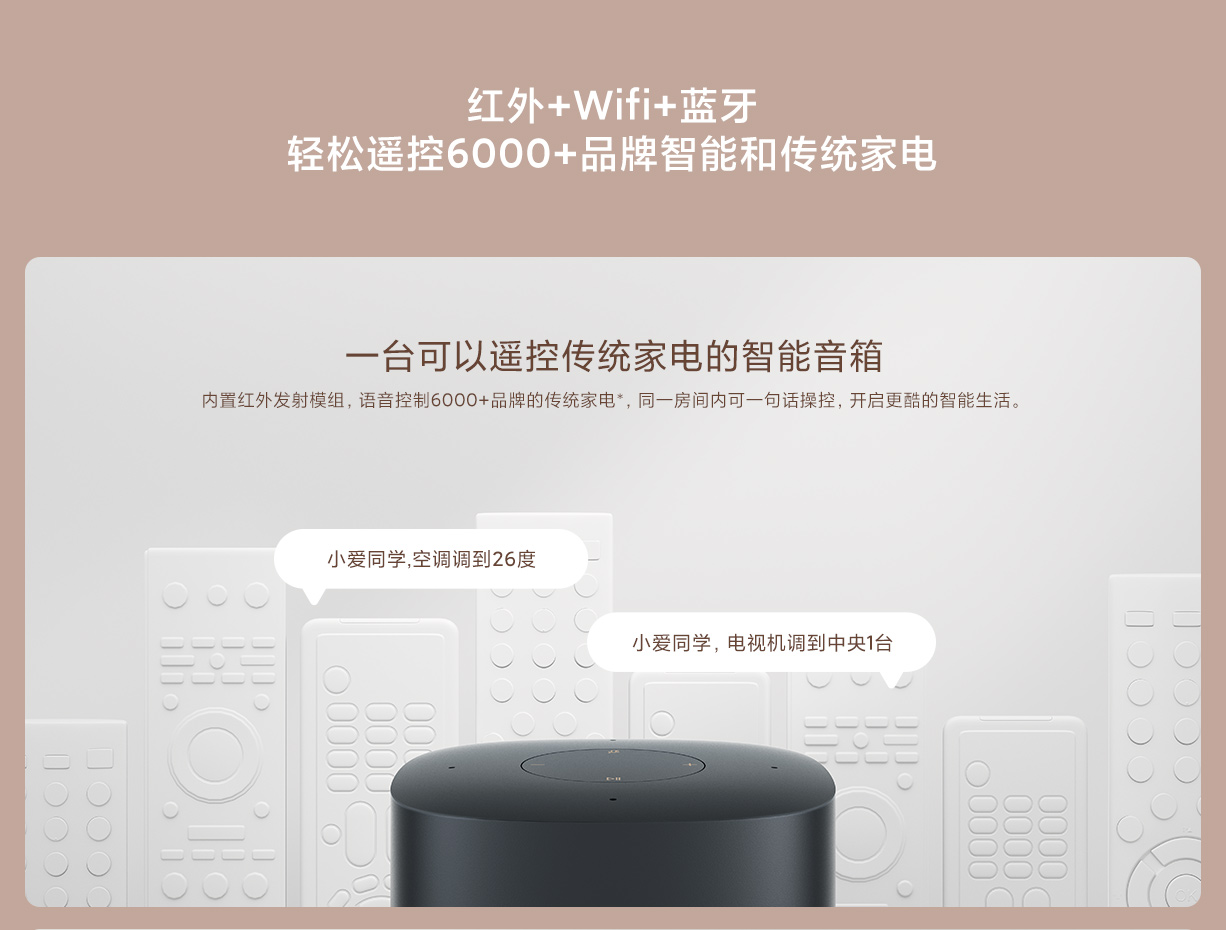 红外+Wifi+蓝牙
轻松遥控6000+品牌智能和传统家电
一台可以遥控传统家电的智能音箱
内置红外发射模组, 语音控制6000+品牌的传统家电*, 同一房间内可一句话操控, 开启更酷的智能生活。
小爱同学,空调调到26度
小爱同学, 电视机调到中央1台